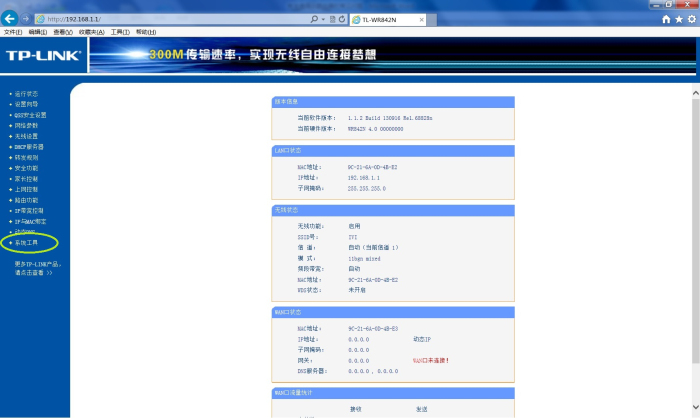 http://192.168.1.1/
TL-WR842N
文件(F) 编辑(E) 查看(V) 收藏夹(A) 工具(T) 帮助(H)
TP-LINK
300M传输速率，实现无线自由连接梦想
运行状态
设置向导
QSS安全设置
网络参数
无线设置
DHCP服务器
转发规则
安全功能
家长控制
上网控制
路由功能
IP带宽控制
IP与MAC绑定
系统工具
更多TP-LINK产品，
请点击查看 >>
版本信息
当前软件版本： 1.1.2 Build 130918 Rel.68828n
当前硬件版本： WR842N 4.0 00000000
LAN口状态
MAC地址： 9C-21-6A-0D-4B-E2
IP地址： 192.168.1.1
子网掩码： 255.255.255.0
无线状态
无线功能： 启用
SSID号： IVI
信 道： 自动（当前信道 1）
模 式： 11bgn mixed
频段带宽： 自动
MAC地址： 9C-21-6A-0D-4B-E2
WDS状态： 未开启
WAN口状态
MAC地址： 9C-21-6A-0D-4B-E3
IP地址： 0.0.0.0 动态IP
子网掩码： 0.0.0.0
网关： 0.0.0.0 WAN口未连接！
DNS服务器： 0.0.0.0 , 0.0.0.0
WAN口流量统计
接收 发送